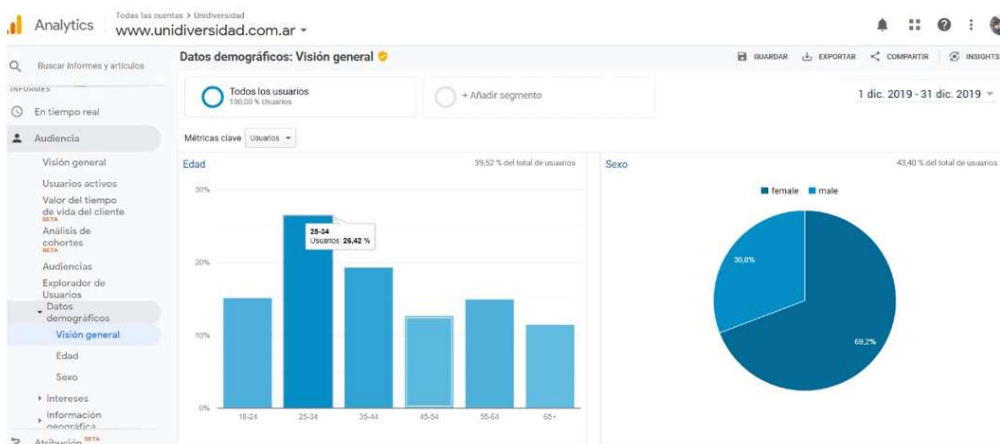 Analytics
Todas las cuentas > Unidiversidad
www.unidiversidad.com.ar
Buscar informes y artículos
INFORMES
En tiempo real
Audiencia
Visión general
Usuarios activos
Valor del tiempo
de vida del cliente
BETA
Análisis de
cohortes
BETA
Audiencias
Explorador de
Usuarios
Datos
demográficos
Visión general
Edad
Sexo
Intereses
Información
geográfica
Atribución BETA
Datos demográficos: Visión general
GUARDAR
EXPORTAR
COMPARTIR
INSIGHTS
Todos los usuarios
100,00 % Usuarios
+ Añadir segmento
1 dic. 2019 - 31 dic. 2019
Métricas clave
Usuarios
Edad
39,52 % del total de usuarios
30%
20%
10%
0%
25-34
Usuarios: 26,42 %
18-24
25-34
35-44
45-54
55-64
65+
Sexo
43,40 % del total de usuarios
female
male
30,8%
69,2%